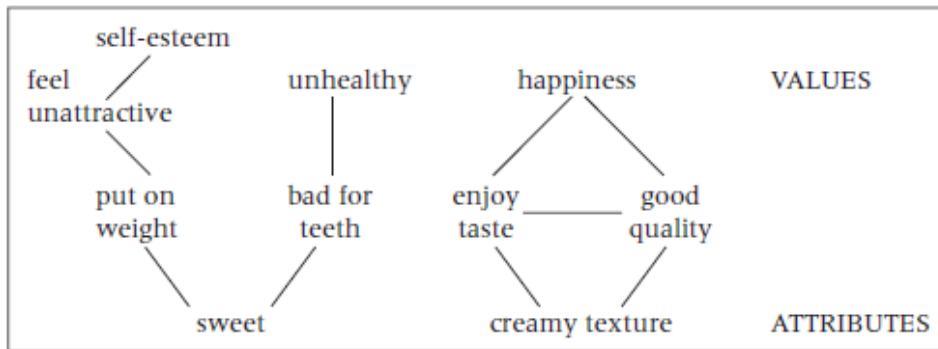 self-esteem
feel
unattractive
unhealthy
happiness
VALUES
put on
weight
bad for
teeth
enjoy
taste
good
quality
sweet
creamy texture
ATTRIBUTES